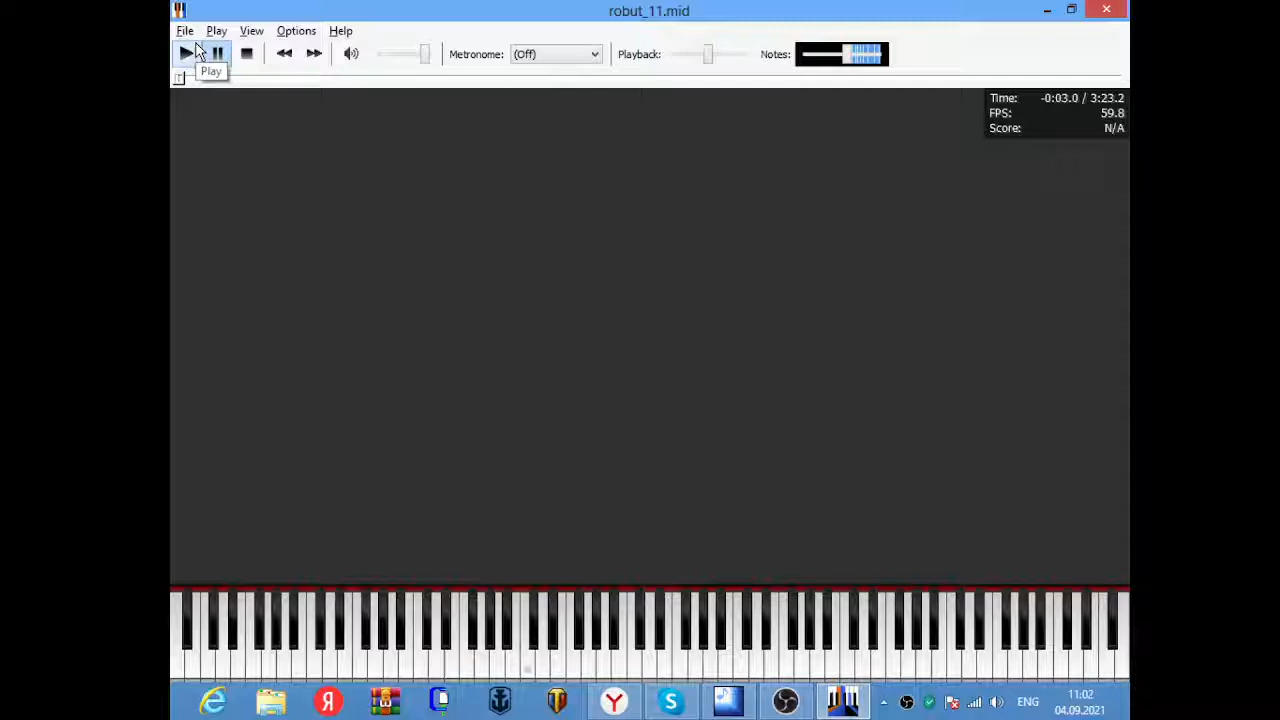 robut_11.mid
File Play View Options Help
Metronome: (Off) Playback: Notes:
Play
Time: -0:03.0 / 3:23.2
FPS: 59.8
Score: N/A
ENG
11:02
04.09.2021